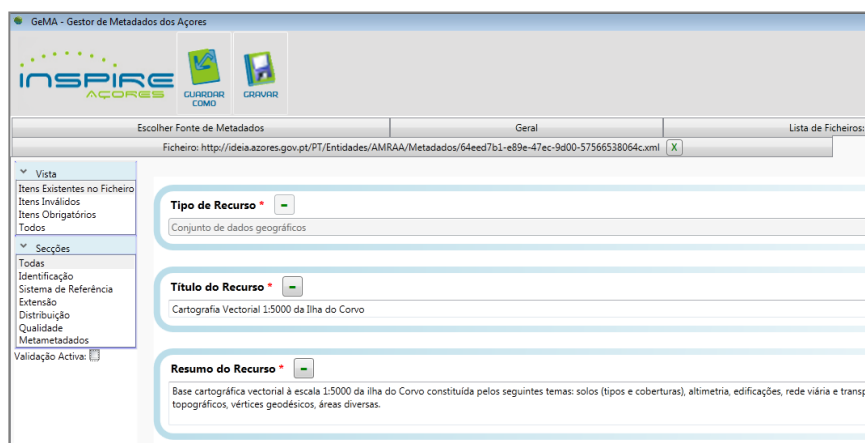 GeMA - Gestor de Metadados dos Açores
INSPIRE
AÇORES
GUARDAR
COMO
GRAVAR
Escolher Fonte de Metadados
Geral
Lista de Ficheiros:
Ficheiro: http://ideia.azores.gov.pt/PT/Entidades/AMRAA/Metadados/64eed7b1-e89e-47ec-9d00-57566538064c.xml X
Vista
Itens Existentes no Ficheiro
Itens Inválidos
Itens Obrigatórios
Todos
Secções
Todas
Identificação
Sistema de Referência
Extensão
Distribuição
Qualidade
Metametadados
Validação Activa:
Tipo de Recurso *
Conjunto de dados geográficos
Título do Recurso *
Cartografia Vectorial 1:5000 da Ilha do Corvo
Resumo do Recurso *
Base cartográfica vectorial à escala 1:5000 da ilha do Corvo constituída pelos seguintes temas: solos (tipos e coberturas), altimetria, edificações, rede viária e transp
topográficos, vértices geodésicos, áreas diversas.